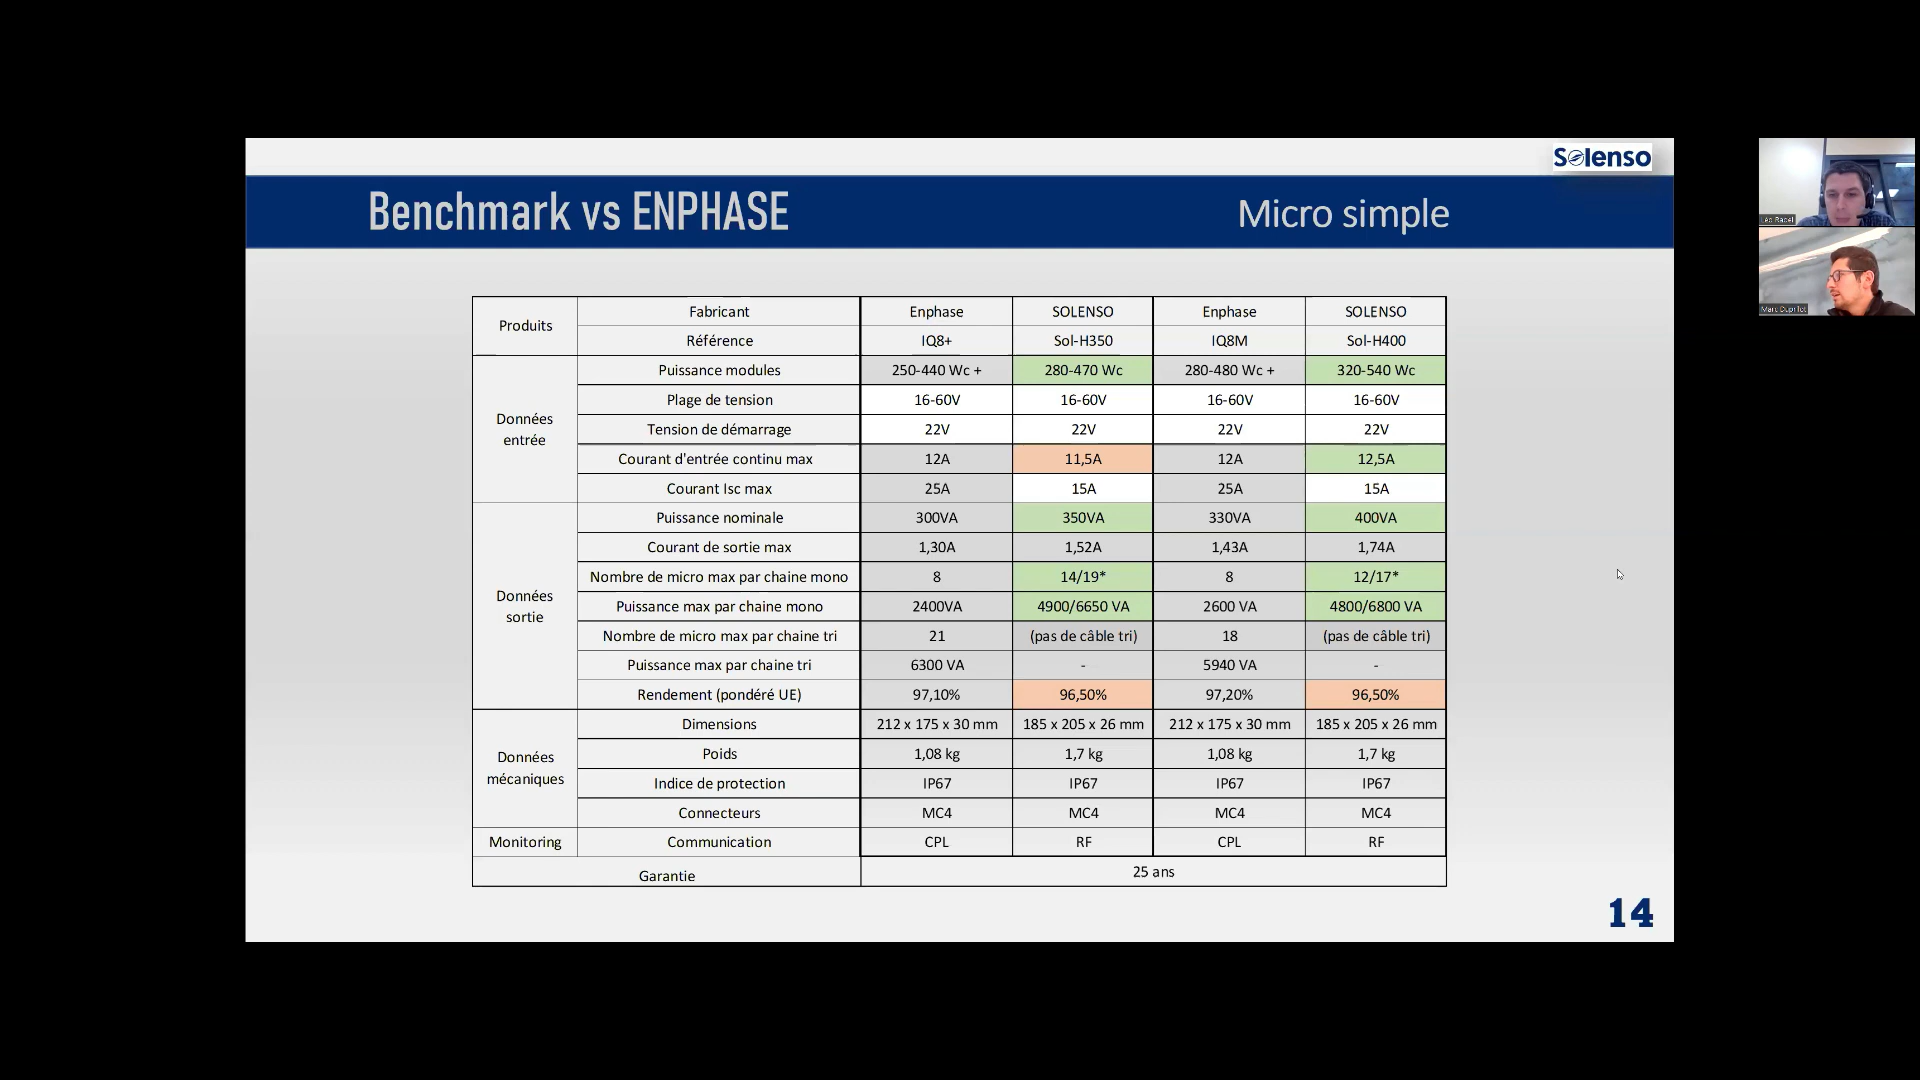 Solenso
Benchmark vs ENPHASE
Micro simple
Produits
Fabricant Enphase SOLENSO Enphase SOLENSO
Référence IQ8+ Sol-H350 IQ8M Sol-H400
Données entrée
Puissance modules 250-440 Wc + 280-470 Wc 280-480 Wc + 320-540 Wc
Plage de tension 16-60V 16-60V 16-60V 16-60V
Tension de démarrage 22V 22V 22V 22V
Courant d'entrée continu max 12A 11,5A 12A 12,5A
Courant Isc max 25A 15A 25A 15A
Données sortie
Puissance nominale 300VA 350VA 330VA 400VA
Courant de sortie max 1,30A 1,52A 1,43A 1,74A
Nombre de micro max par chaine mono 8 14/19* 8 12/17*
Puissance max par chaine mono 2400VA 4900/6650 VA 2600 VA 4800/6800 VA
Nombre de micro max par chaine tri 21 (pas de câble tri) 18 (pas de câble tri)
Puissance max par chaine tri 6300 VA - 5940 VA -
Rendement (pondéré UE) 97,10% 96,50% 97,20% 96,50%
Données mécaniques
Dimensions 212 x 175 x 30 mm 185 x 205 x 26 mm 212 x 175 x 30 mm 185 x 205 x 26 mm
Poids 1,08 kg 1,7 kg 1,08 kg 1,7 kg
Indice de protection IP67 IP67 IP67 IP67
Connecteurs MC4 MC4 MC4 MC4
Monitoring Communication CPL RF CPL RF
Garantie 25 ans
14